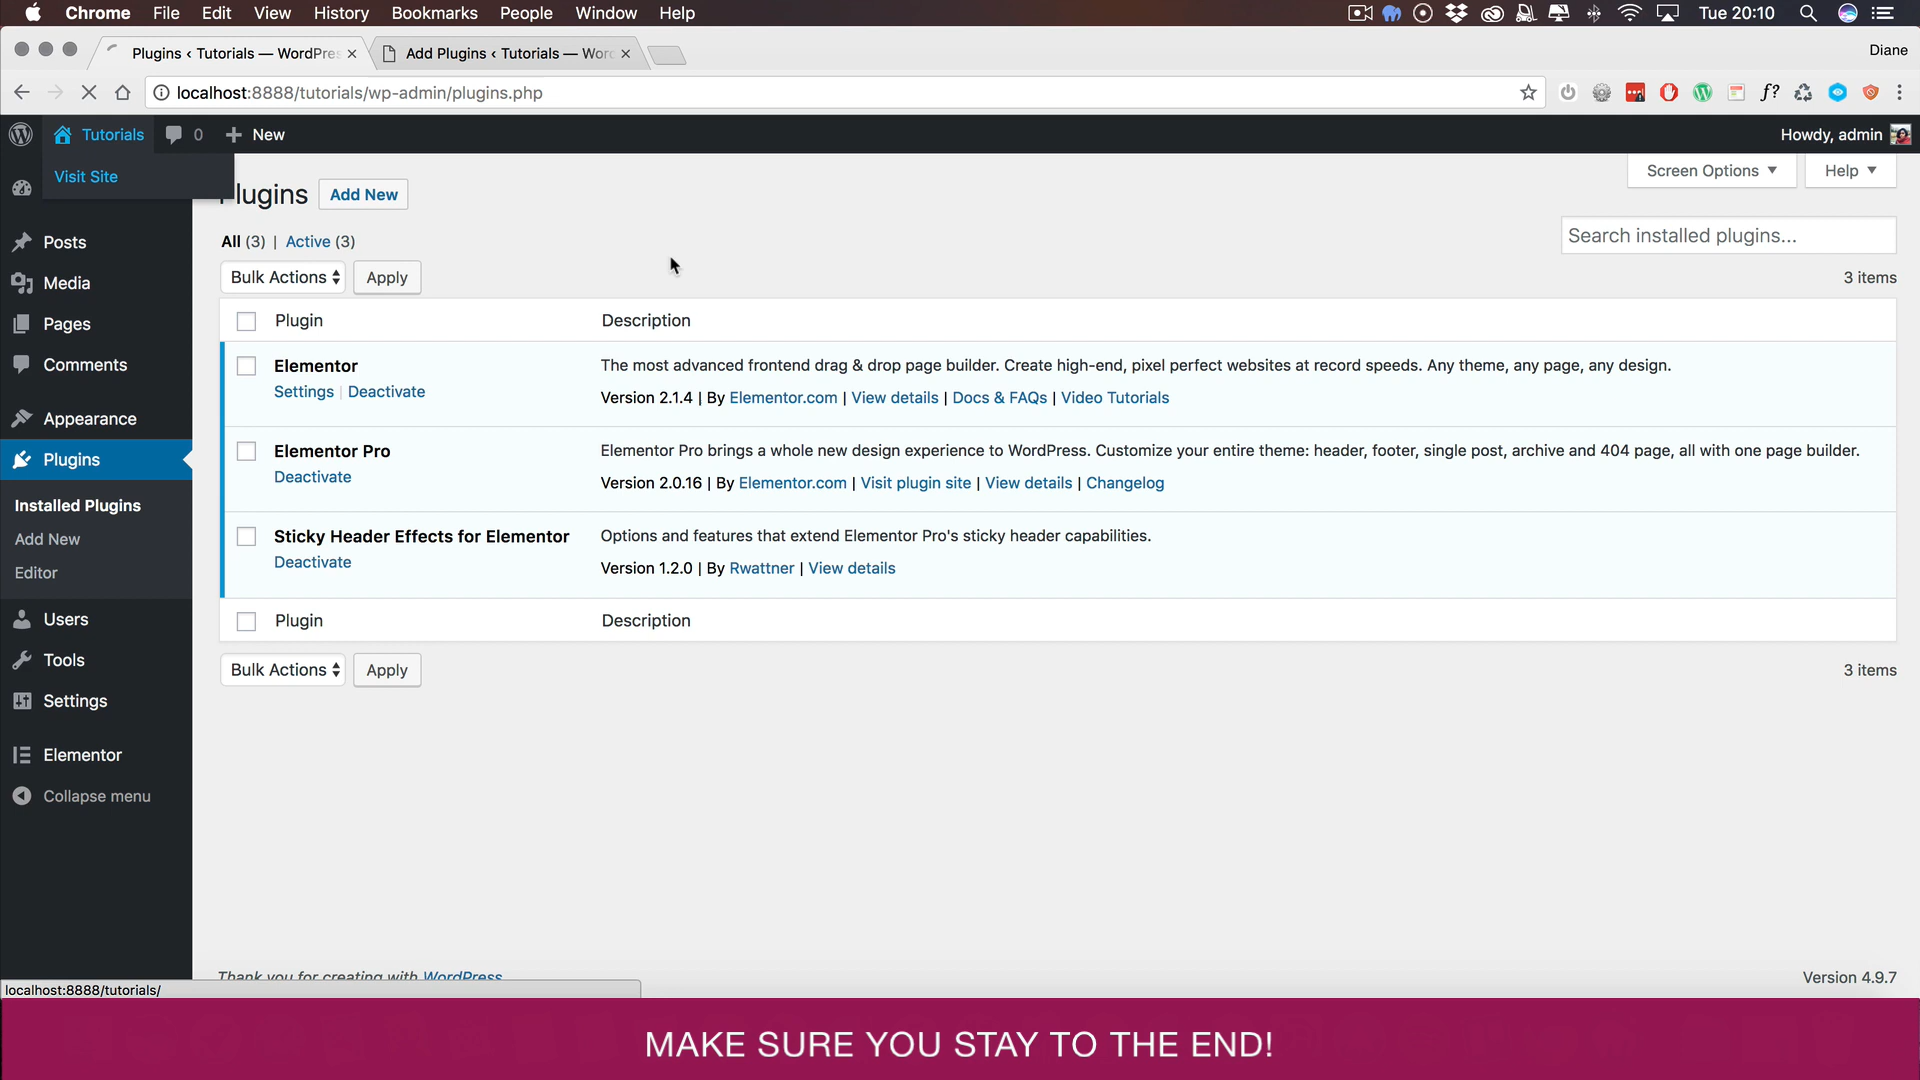 Chrome File Edit View History Bookmarks People Window Help Tue 20:10
Plugins ‹ Tutorials — WordPres Add Plugins ‹ Tutorials — Word Diane
localhost:8888/tutorials/wp-admin/plugins.php
Tutorials 0 New Howdy, admin
Visit Site
Plugins Add New Screen Options Help
All (3) | Active (3)
Search installed plugins...
Bulk Actions Apply 3 items
Plugin Description
Elementor The most advanced frontend drag & drop page builder. Create high-end, pixel perfect websites at record speeds. Any theme, any page, any design.
Settings | Deactivate Version 2.1.4 | By Elementor.com | View details | Docs & FAQs | Video Tutorials
Elementor Pro Elementor Pro brings a whole new design experience to WordPress. Customize your entire theme: header, footer, single post, archive and 404 page, all with one page builder.
Deactivate Version 2.0.16 | By Elementor.com | Visit plugin site | View details | Changelog
Sticky Header Effects for Elementor Options and features that extend Elementor Pro's sticky header capabilities.
Deactivate Version 1.2.0 | By Rwattner | View details
Plugin Description
Bulk Actions Apply 3 items
Posts
Media
Pages
Comments
Appearance
Plugins
Installed Plugins
Add New
Editor
Users
Tools
Settings
Elementor
Collapse menu
Thank you for creating with WordPress Version 4.9.7
localhost:8888/tutorials/
MAKE SURE YOU STAY TO THE END!